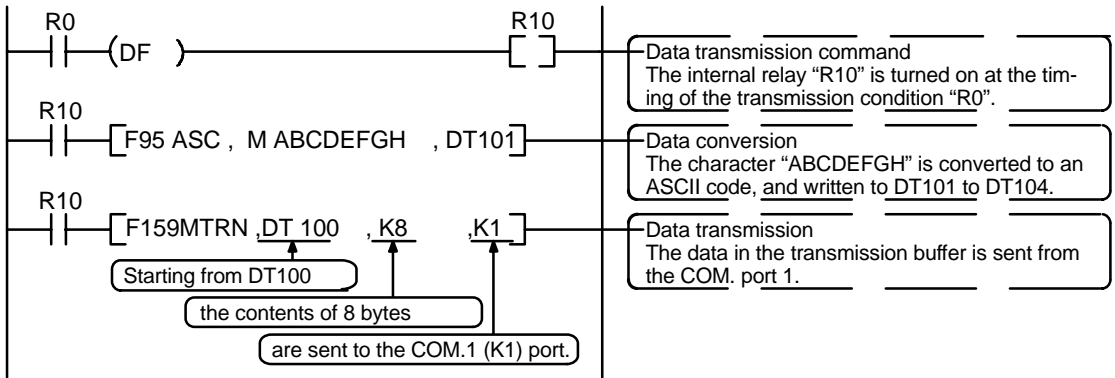 R0
R10
(DF )
Data transmission command
The internal relay “R10” is turned on at the tim-
ing of the transmission condition “R0”.
R10
F95 ASC , M ABCDEFGH , DT101
Data conversion
The character “ABCDEFGH” is converted to an
ASCII code, and written to DT101 to DT104.
R10
F159MTRN ,DT 100 , K8 ,K1
Data transmission
The data in the transmission buffer is sent from
the COM. port 1.
Starting from DT100
the contents of 8 bytes
are sent to the COM.1 (K1) port.